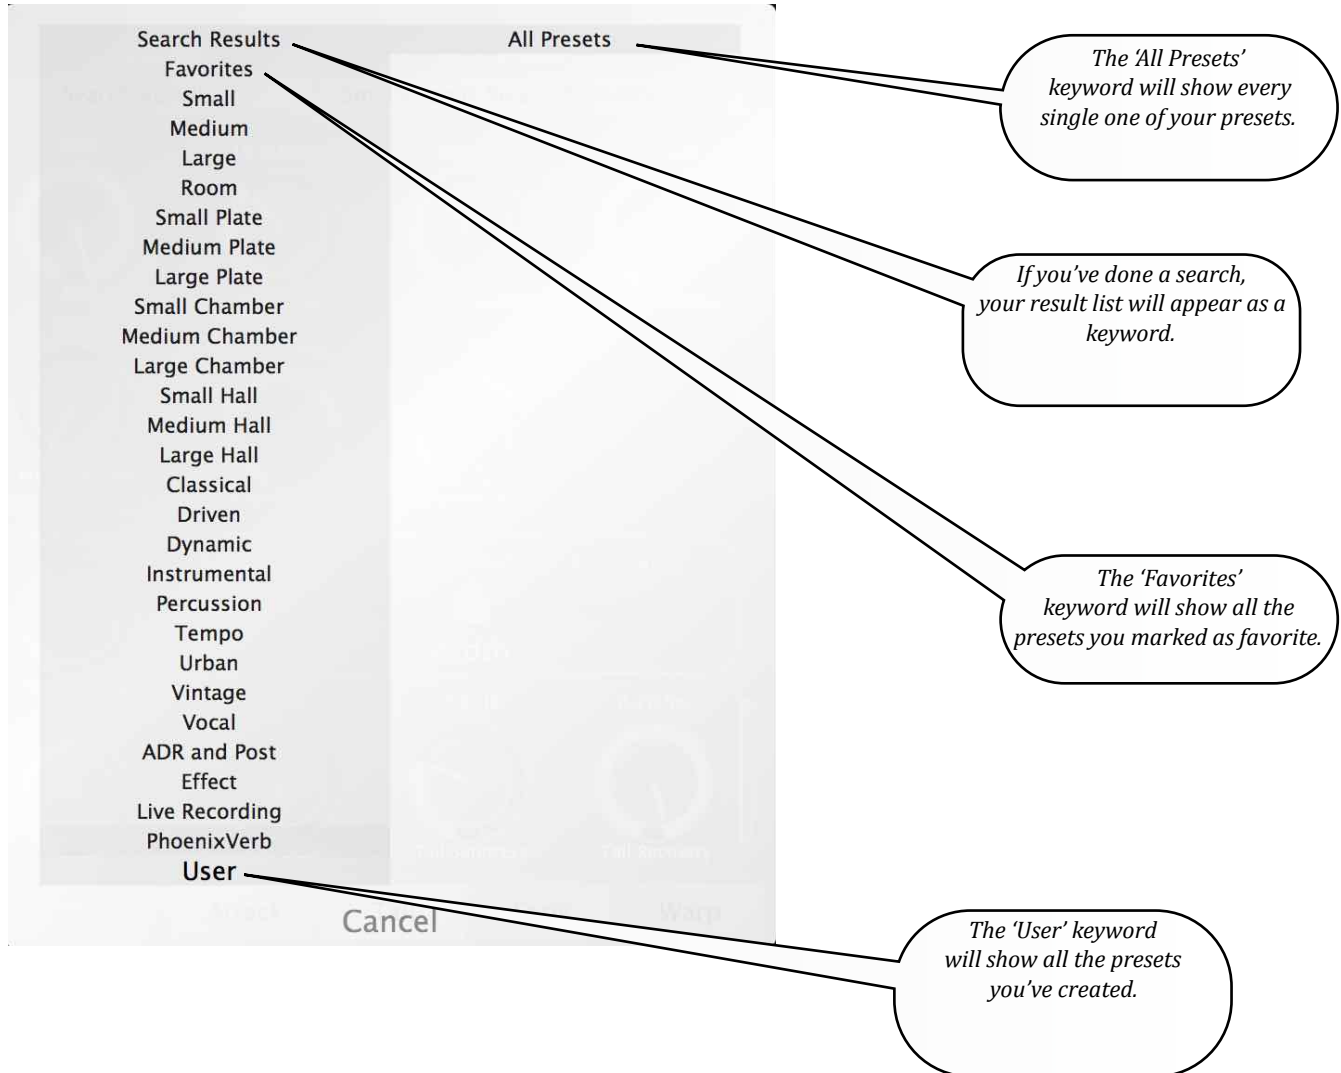 Search Results
Favorites
Small
Medium
Large
Room
Small Plate
Medium Plate
Large Plate
Small Chamber
Medium Chamber
Large Chamber
Small Hall
Medium Hall
Large Hall
Classical
Driven
Dynamic
Instrumental
Percussion
Tempo
Urban
Vintage
Vocal
ADR and Post
Effect
Live Recording
PhoenixVerb
User
All Presets
Cancel
Attack
Warp
Tail Recovery
The ‘All Presets’
keyword will show every
single one of your presets.
If you’ve done a search,
your result list will appear as a
keyword.
The ‘Favorites’
keyword will show all the
presets you marked as favorite.
The ‘User’ keyword
will show all the presets
you’ve created.